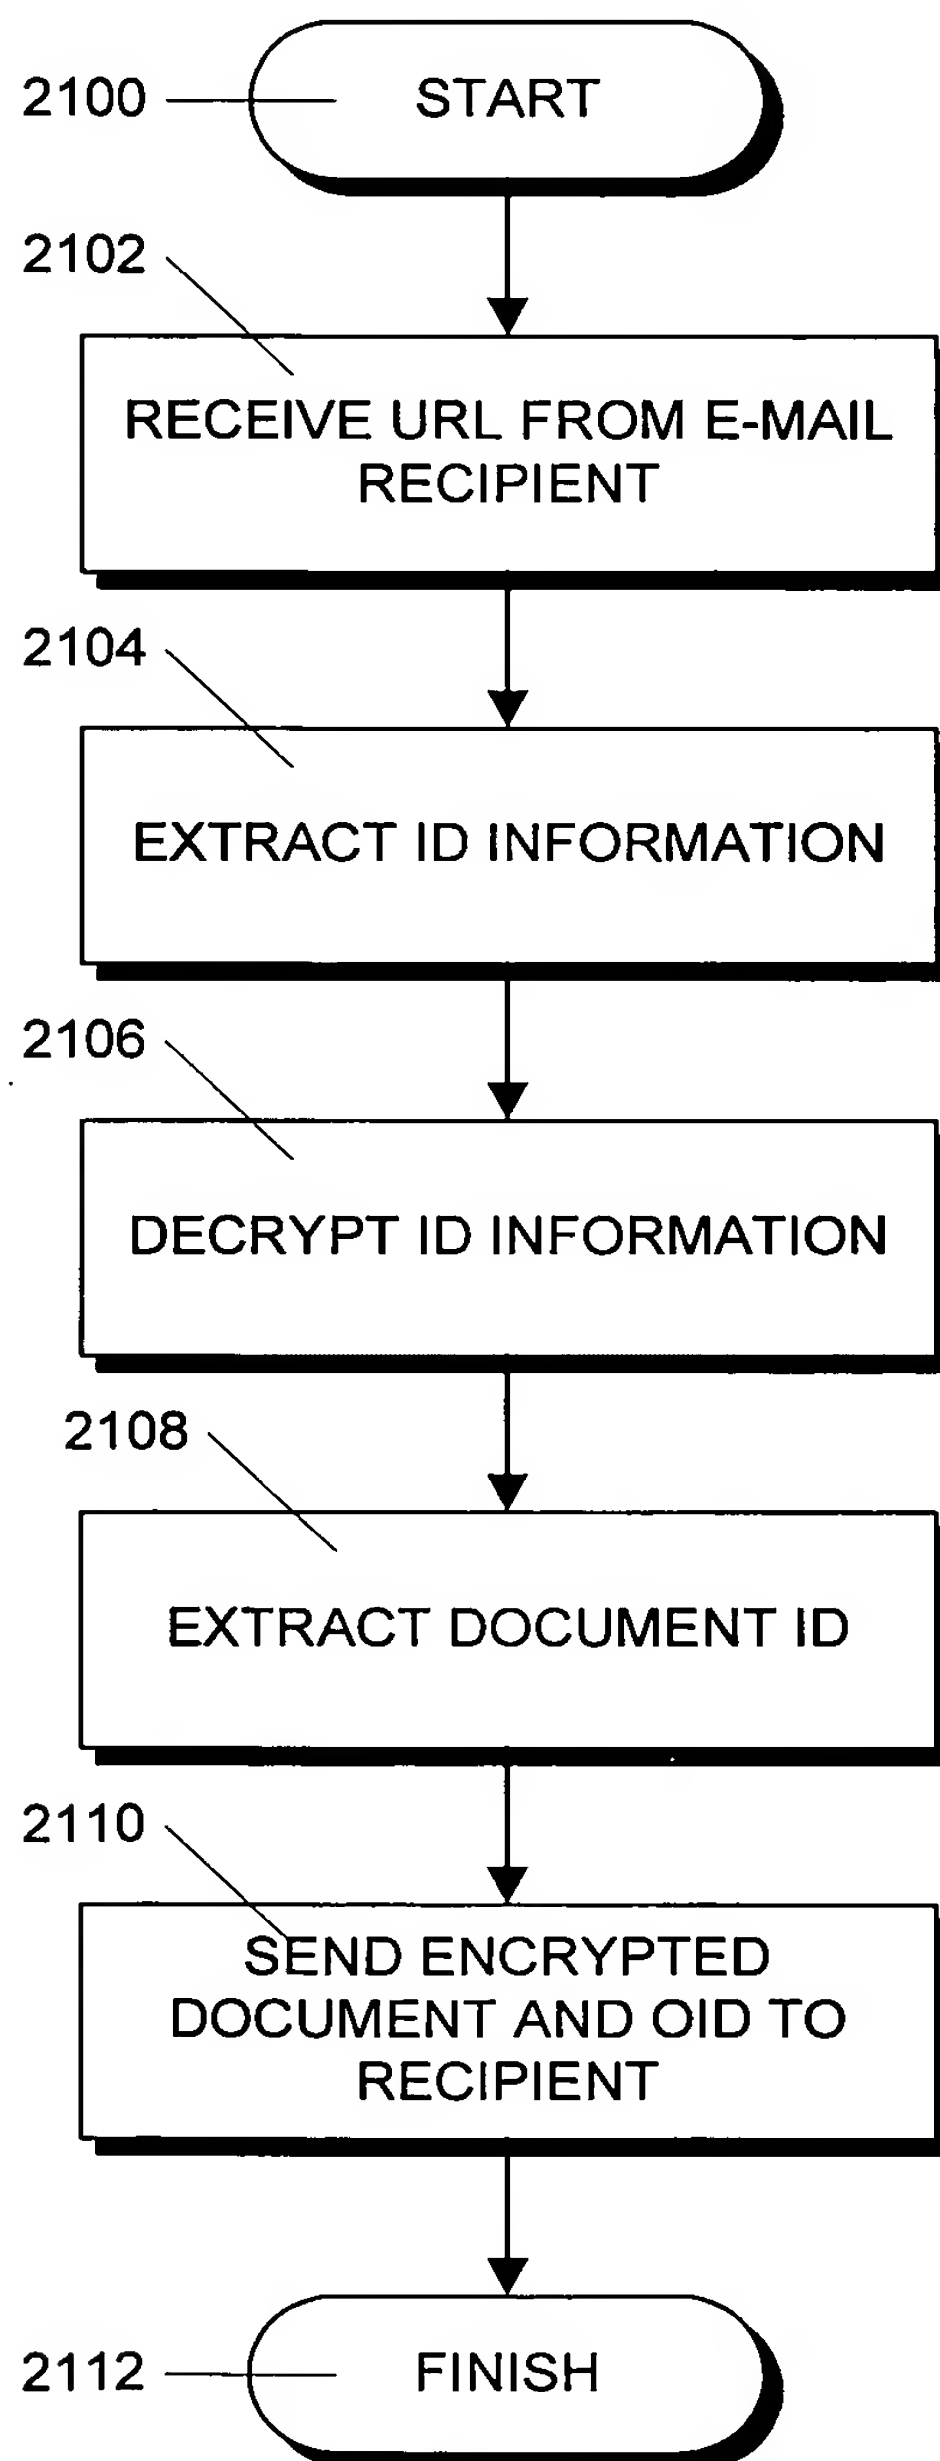 2100
START
2102
RECEIVE URL FROM E-MAIL
RECIPIENT
2104
EXTRACT ID INFORMATION
2106
DECRYPT ID INFORMATION
2108
EXTRACT DOCUMENT ID
2110
SEND ENCRYPTED
DOCUMENT AND OID TO
RECIPIENT
2112
FINISH